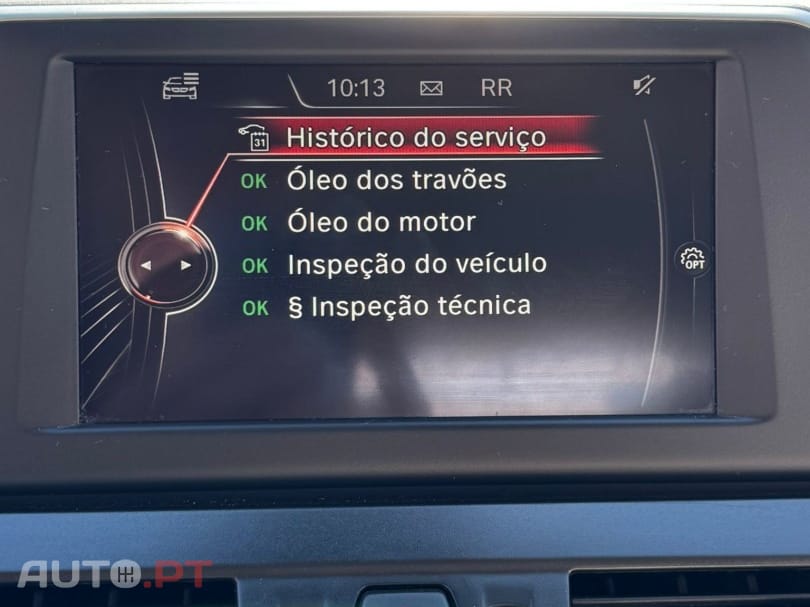 10:13 RR
31 Histórico do serviço
OK Óleo dos travões
OK Óleo do motor
OK Inspeção do veículo
OK § Inspeção técnica
OPT
AUTO.PT